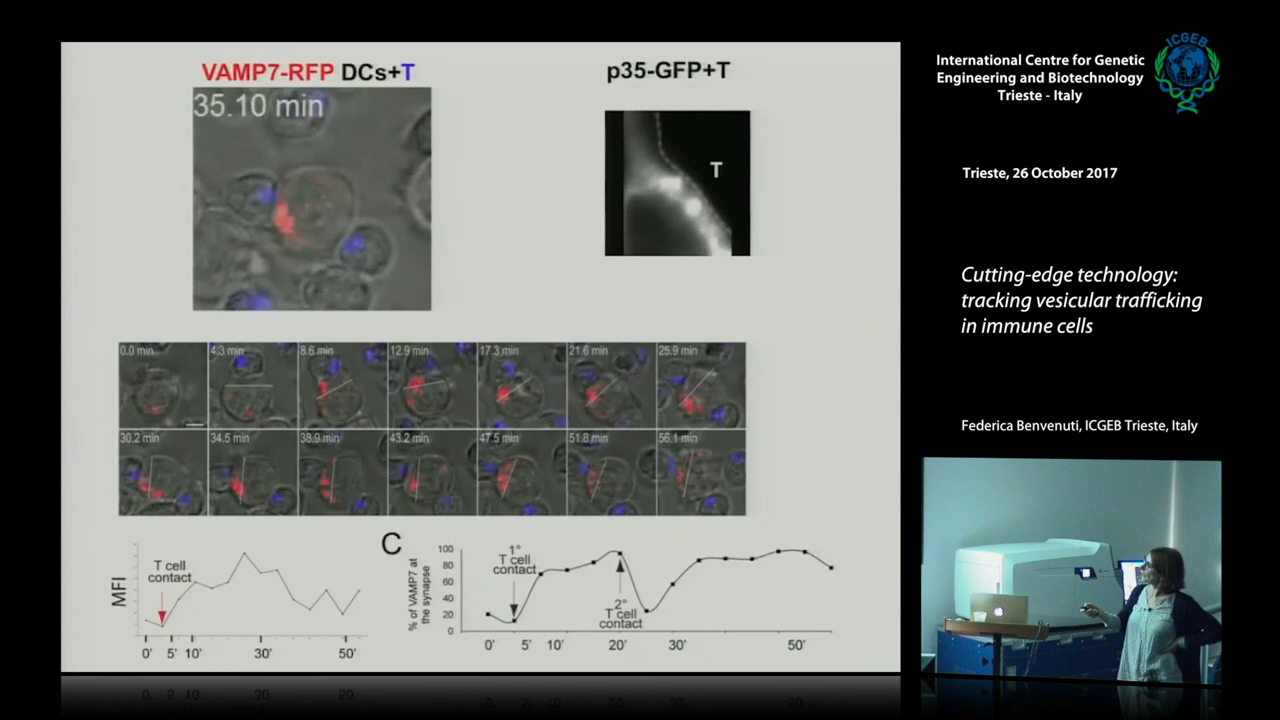 VAMP7-RFP DCs+T
35.10 min
p35-GFP+T
T
0.0 min
4.3 min
8.6 min
12.9 min
17.3 min
21.6 min
25.9 min
30.2 min
34.5 min
38.9 min
43.2 min
47.5 min
51.8 min
56.1 min
MFI
T cell
contact
0'
5'
10'
30'
50'
C
% of VAMP7 at
the synapse
100
80
60
40
20
0
1°
T cell
contact
2°
T cell
contact
0'
5'
10'
20'
30'
50'
ICGEB
International Centre for Genetic
Engineering and Biotechnology
Trieste - Italy
Trieste, 26 October 2017
Cutting-edge technology:
tracking vesicular trafficking
in immune cells
Federica Benvenuti, ICGEB Trieste, Italy